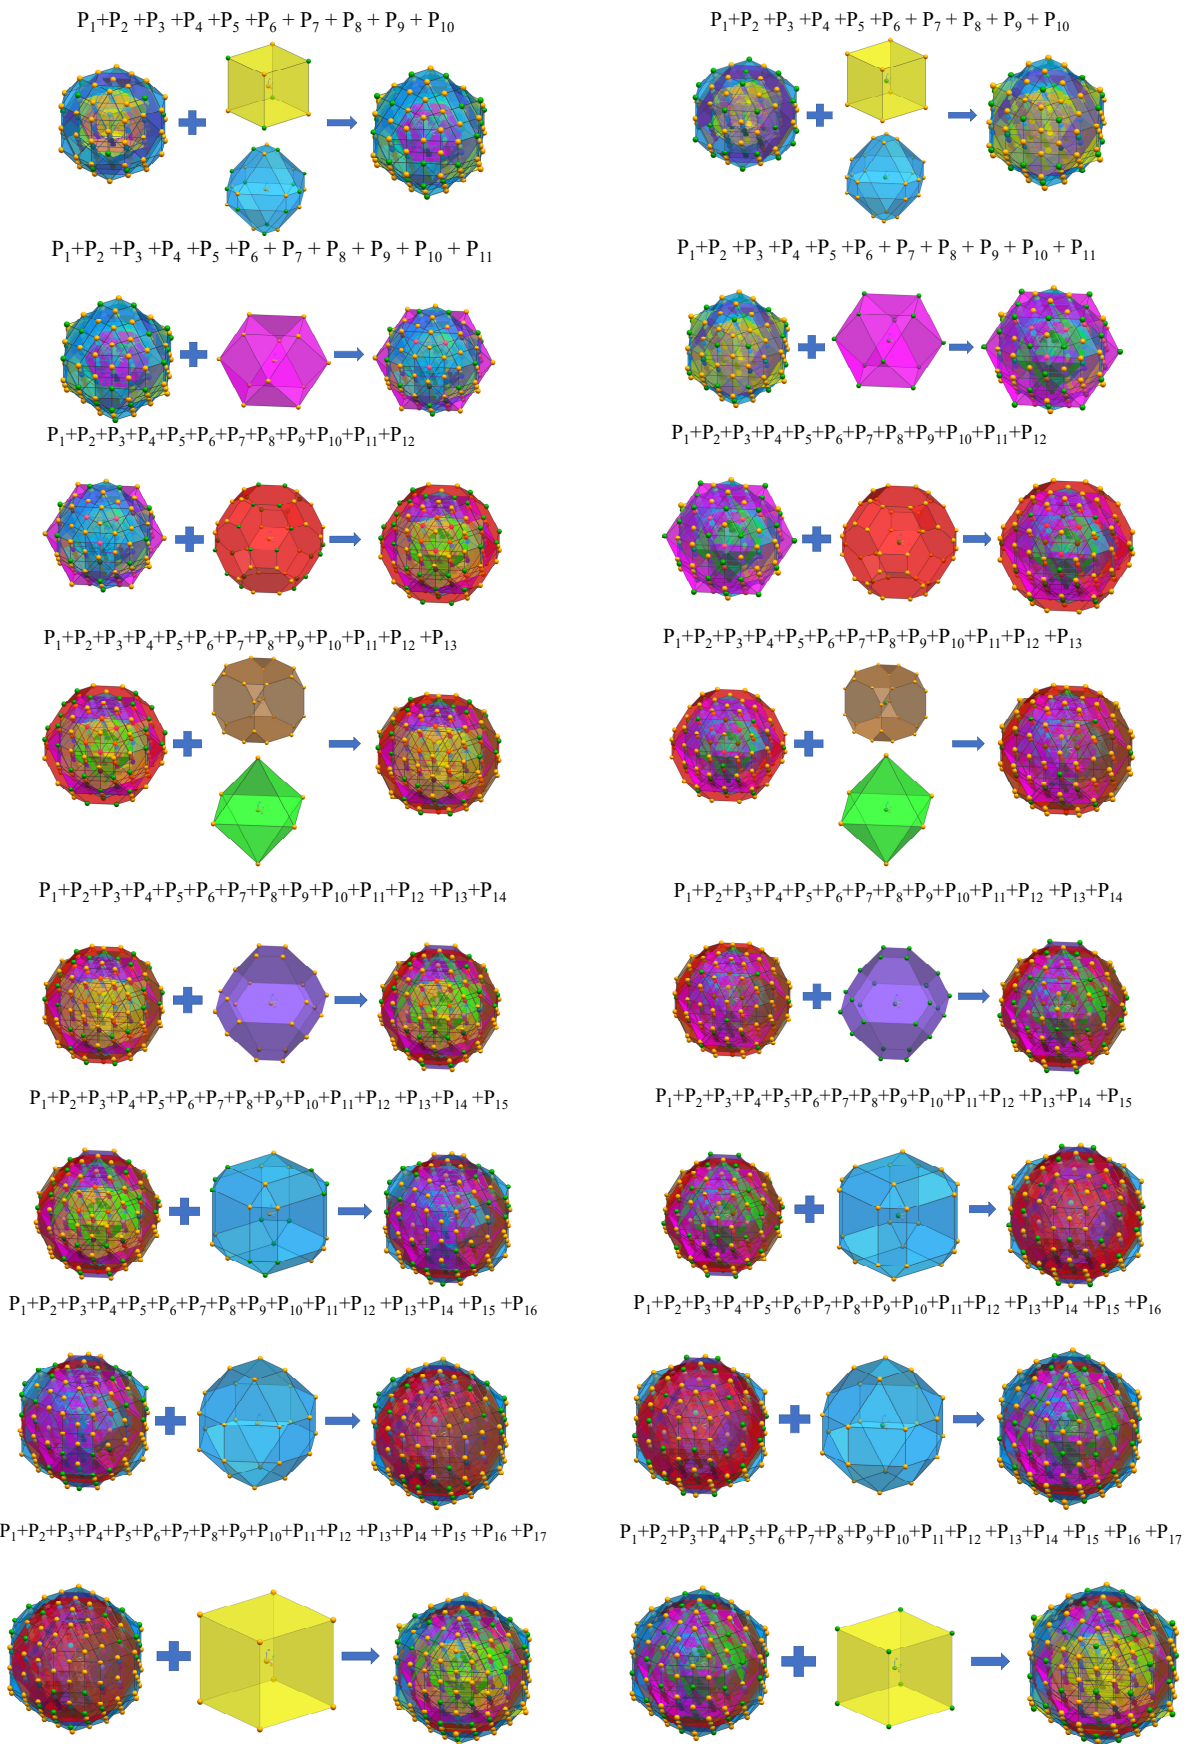 P₁+P₂ +P₃ +P₄ +P₅ +P₆ + P₇ + P₈ + P₉ + P₁₀
P₁+P₂ +P₃ +P₄ +P₅ +P₆ + P₇ + P₈ + P₉ + P₁₀
P₁+P₂ +P₃ +P₄ +P₅ +P₆ + P₇ + P₈ + P₉ + P₁₀ + P₁₁
P₁+P₂ +P₃ +P₄ +P₅ +P₆ + P₇ + P₈ + P₉ + P₁₀ + P₁₁
P₁+P₂+P₃+P₄+P₅+P₆+P₇+P₈+P₉+P₁₀+P₁₁+P₁₂
P₁+P₂+P₃+P₄+P₅+P₆+P₇+P₈+P₉+P₁₀+P₁₁+P₁₂
P₁+P₂+P₃+P₄+P₅+P₆+P₇+P₈+P₉+P₁₀+P₁₁+P₁₂ +P₁₃
P₁+P₂+P₃+P₄+P₅+P₆+P₇+P₈+P₉+P₁₀+P₁₁+P₁₂ +P₁₃
P₁+P₂+P₃+P₄+P₅+P₆+P₇+P₈+P₉+P₁₀+P₁₁+P₁₂ +P₁₃+P₁₄
P₁+P₂+P₃+P₄+P₅+P₆+P₇+P₈+P₉+P₁₀+P₁₁+P₁₂ +P₁₃+P₁₄
P₁+P₂+P₃+P₄+P₅+P₆+P₇+P₈+P₉+P₁₀+P₁₁+P₁₂ +P₁₃+P₁₄ +P₁₅
P₁+P₂+P₃+P₄+P₅+P₆+P₇+P₈+P₉+P₁₀+P₁₁+P₁₂ +P₁₃+P₁₄ +P₁₅
P₁+P₂+P₃+P₄+P₅+P₆+P₇+P₈+P₉+P₁₀+P₁₁+P₁₂ +P₁₃+P₁₄ +P₁₅ +P₁₆
P₁+P₂+P₃+P₄+P₅+P₆+P₇+P₈+P₉+P₁₀+P₁₁+P₁₂ +P₁₃+P₁₄ +P₁₅ +P₁₆
P₁+P₂+P₃+P₄+P₅+P₆+P₇+P₈+P₉+P₁₀+P₁₁+P₁₂ +P₁₃+P₁₄ +P₁₅ +P₁₆ +P₁₇
P₁+P₂+P₃+P₄+P₅+P₆+P₇+P₈+P₉+P₁₀+P₁₁+P₁₂ +P₁₃+P₁₄ +P₁₅ +P₁₆ +P₁₇